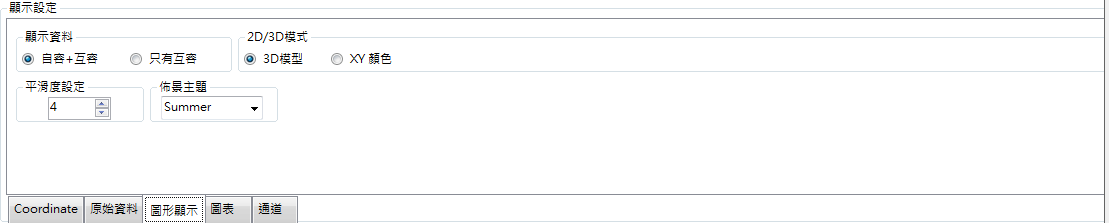 顯示設定
顯示資料
自容+互容 只有互容
2D/3D模式
3D模型 XY 顏色
平滑度設定
4
佈景主題
Summer
Coordinate 原始資料 圖形顯示 圖表 通道